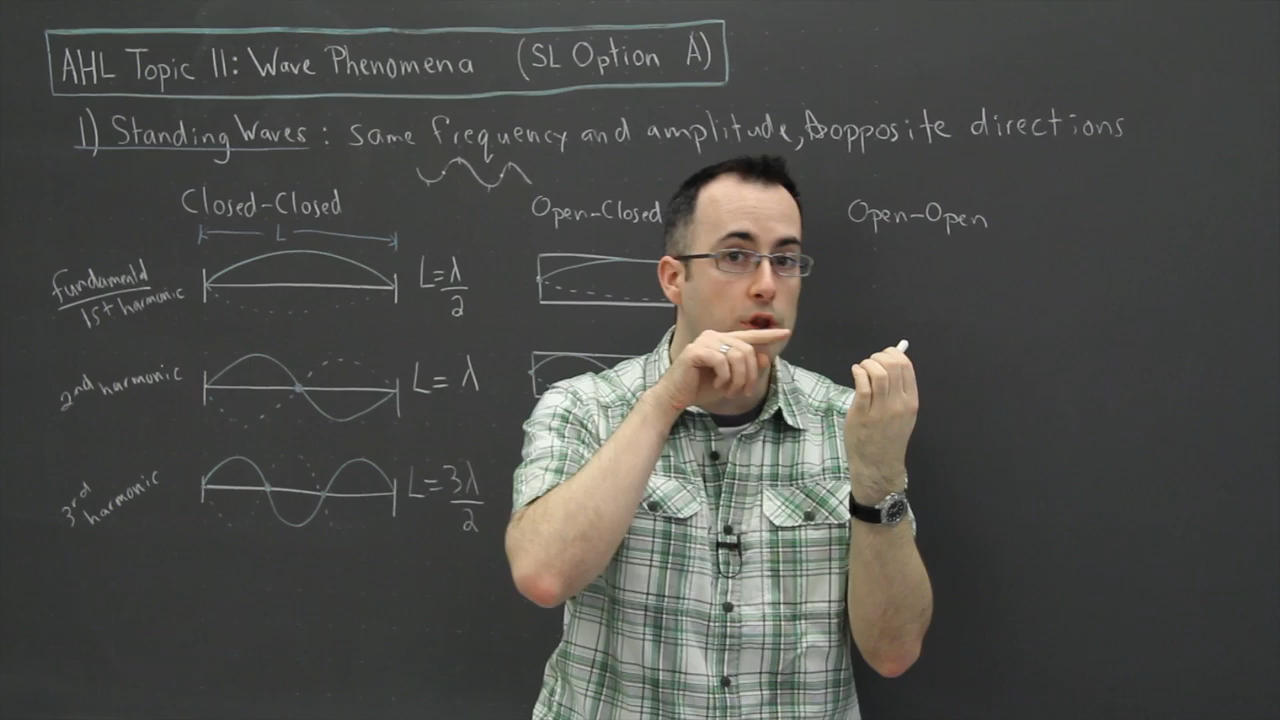 AHL Topic 11: Wave Phenomena (SL Option A)
1) Standing Waves : same frequency and amplitude, opposite directions
Closed-Closed
Open-Closed
Open-Open
L
fundamental
1st harmonic
L=λ/2
2nd harmonic
L= λ
3rd harmonic
L=3λ/2